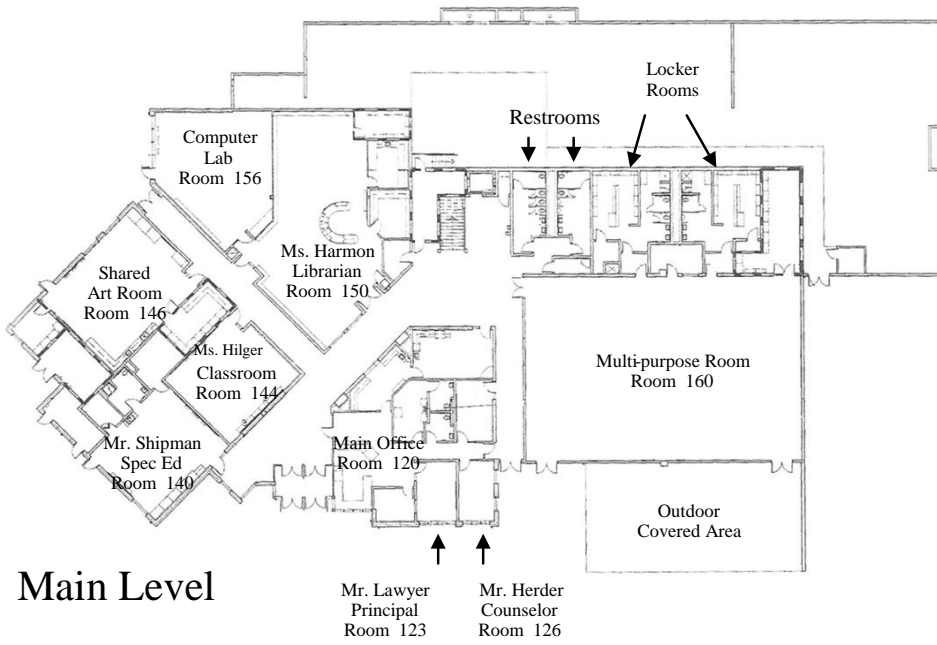 Locker
Rooms
Restrooms
Computer
Lab
Room 156
Ms. Harmon
Librarian
Room 150
Shared
Art Room
Room 146
Ms. Hilger
Classroom
Room 144
Multi-purpose Room
Room 160
Mr. Shipman
Spec Ed
Room 140
Main Office
Room 120
Outdoor
Covered Area
Main Level
Mr. Lawyer
Principal
Room 123
Mr. Herder
Counselor
Room 126